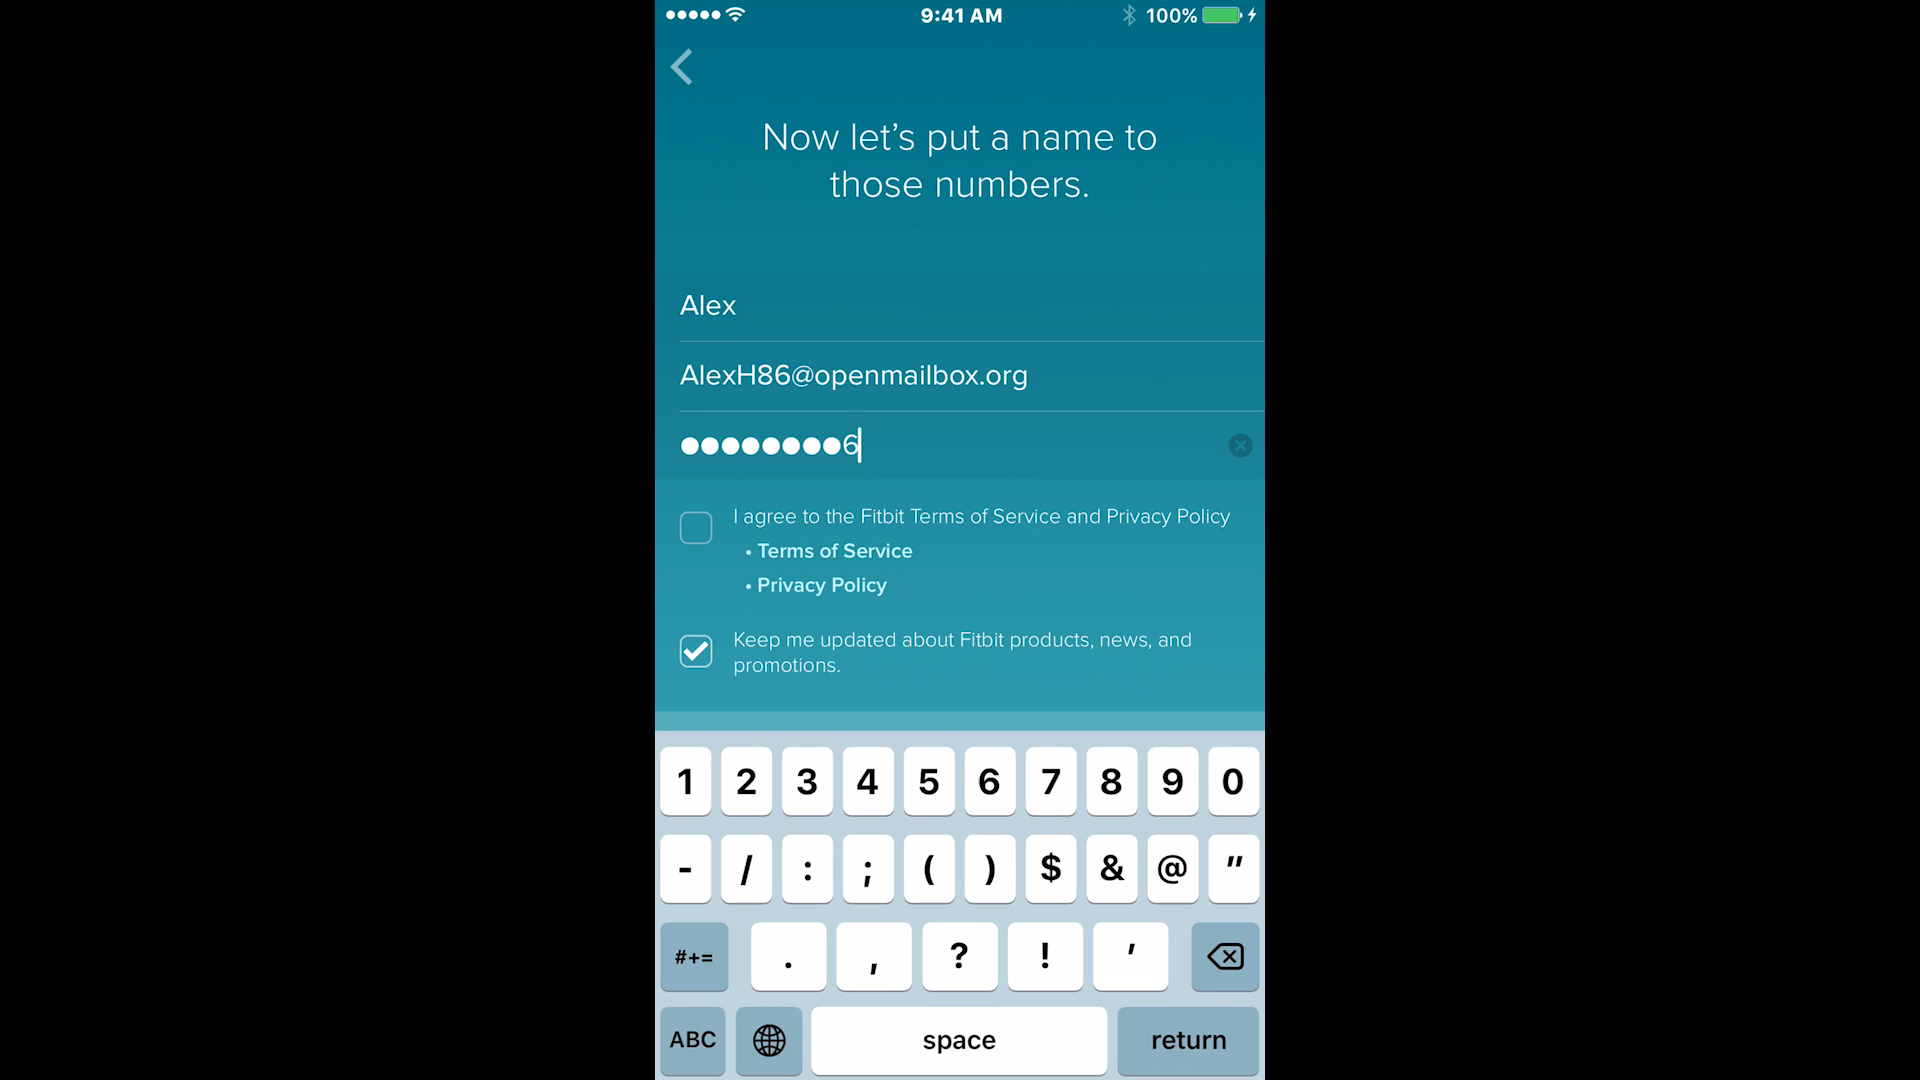 9:41 AM
100%
Now let's put a name to
those numbers.
Alex
AlexH86@openmailbox.org
●●●●●●●●6
I agree to the Fitbit Terms of Service and Privacy Policy
• Terms of Service
• Privacy Policy
Keep me updated about Fitbit products, news, and
promotions.
1 2 3 4 5 6 7 8 9 0
- / : ; ( ) $ & @ "
#+= . , ? ! '
ABC space return